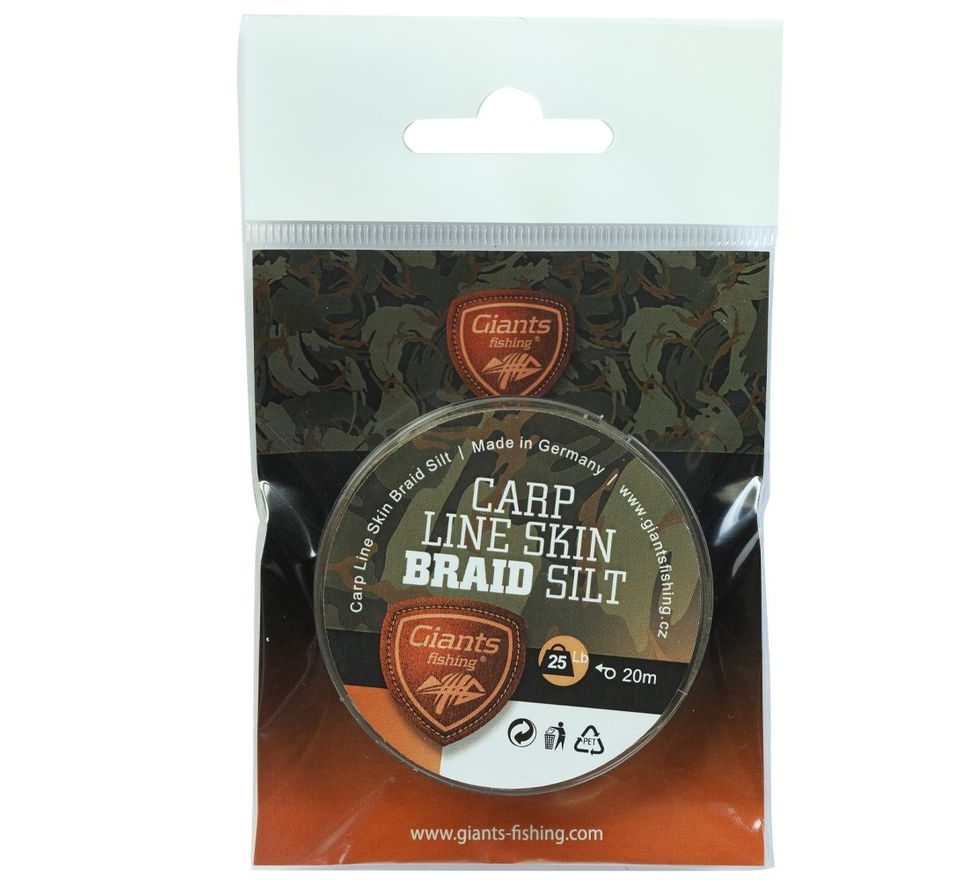 Giants
fishing®
Carp Line Skin Braid Silt | Made in Germany / www.giantsfishing.cz
CARP
LINE SKIN
BRAID SILT
Giants
fishing®
25 Lb
20m
PET
www.giants-fishing.com